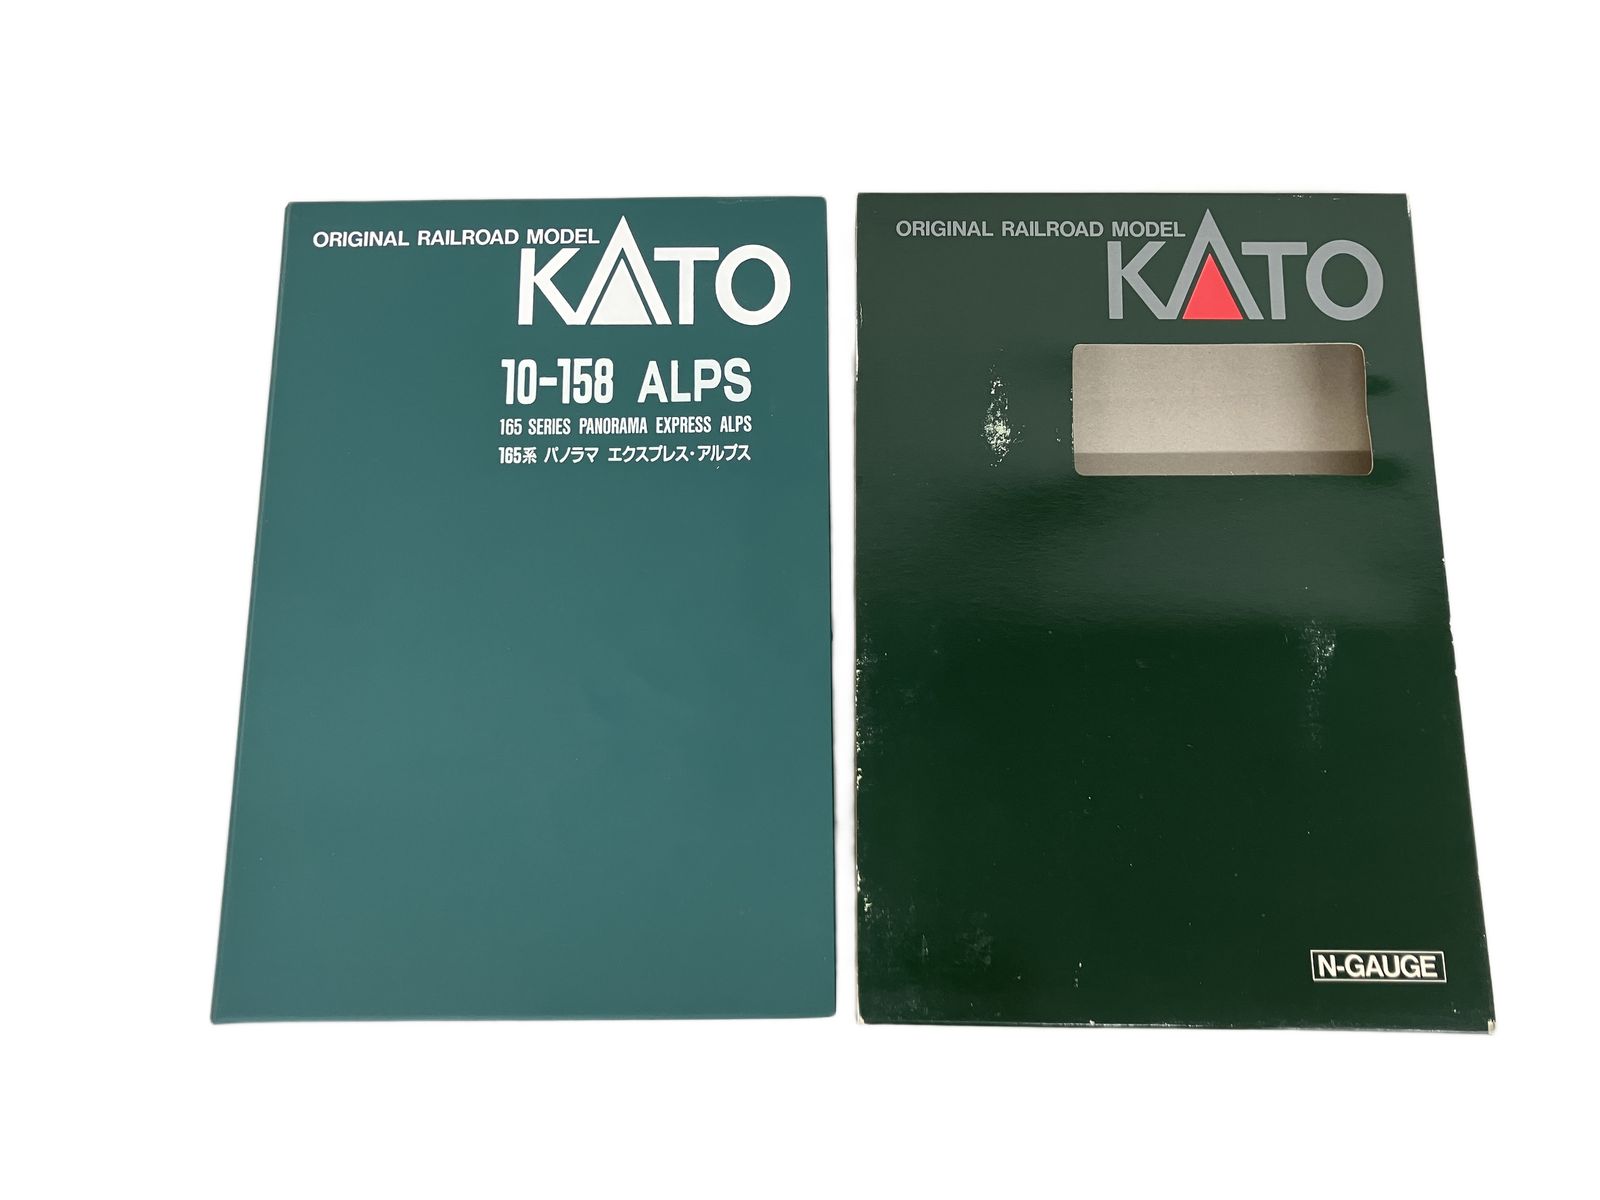 ORIGINAL RAILROAD MODEL
KATO
10-158 ALPS
165 SERIES PANORAMA EXPRESS ALPS
165系 パノラマ エクスプレス・アルプス
ORIGINAL RAILROAD MODEL
KATO
N-GAUGE